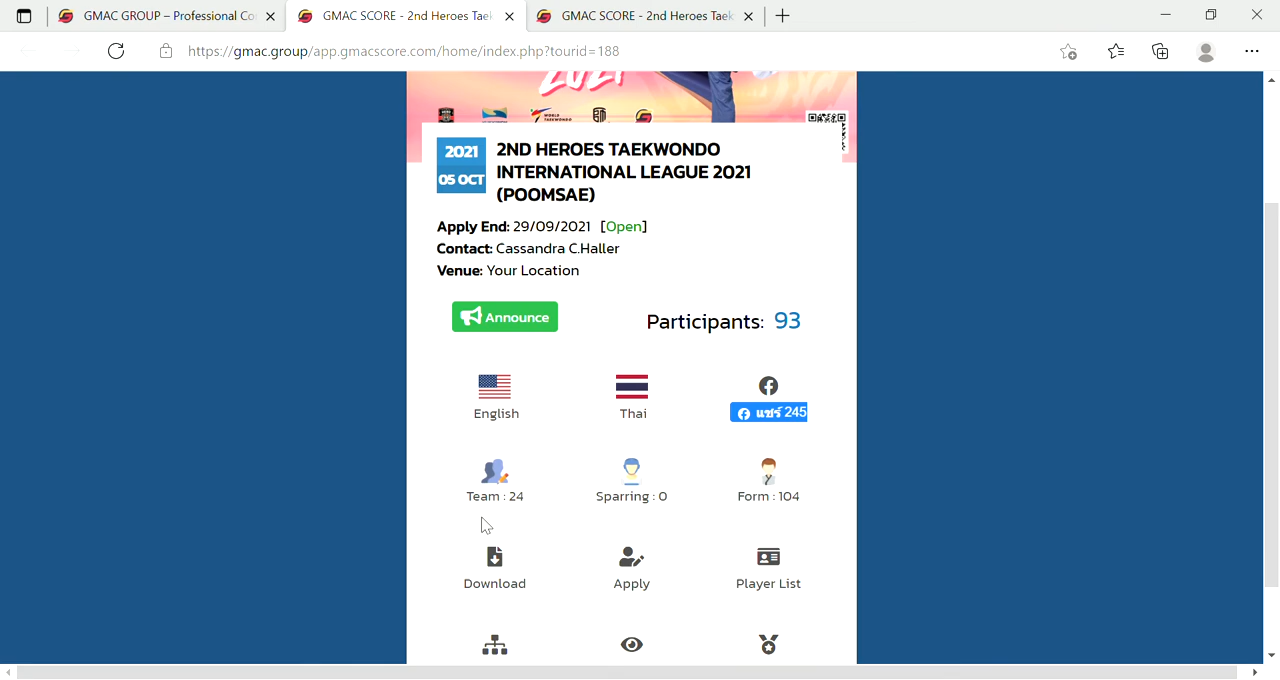 GMAC GROUP – Professional Co
GMAC SCORE - 2nd Heroes Taek
GMAC SCORE - 2nd Heroes Taek
https://gmac.group/app.gmacscore.com/home/index.php?tourid=188
2021
WORLD TAEKWONDO
2021
05 OCT
2ND HEROES TAEKWONDO
INTERNATIONAL LEAGUE 2021
(POOMSAE)
Apply End: 29/09/2021 [Open]
Contact: Cassandra C.Haller
Venue: Your Location
Announce
Participants: 93
English
Thai
แชร์ 245
Team : 24
Sparring : 0
Form : 104
Download
Apply
Player List